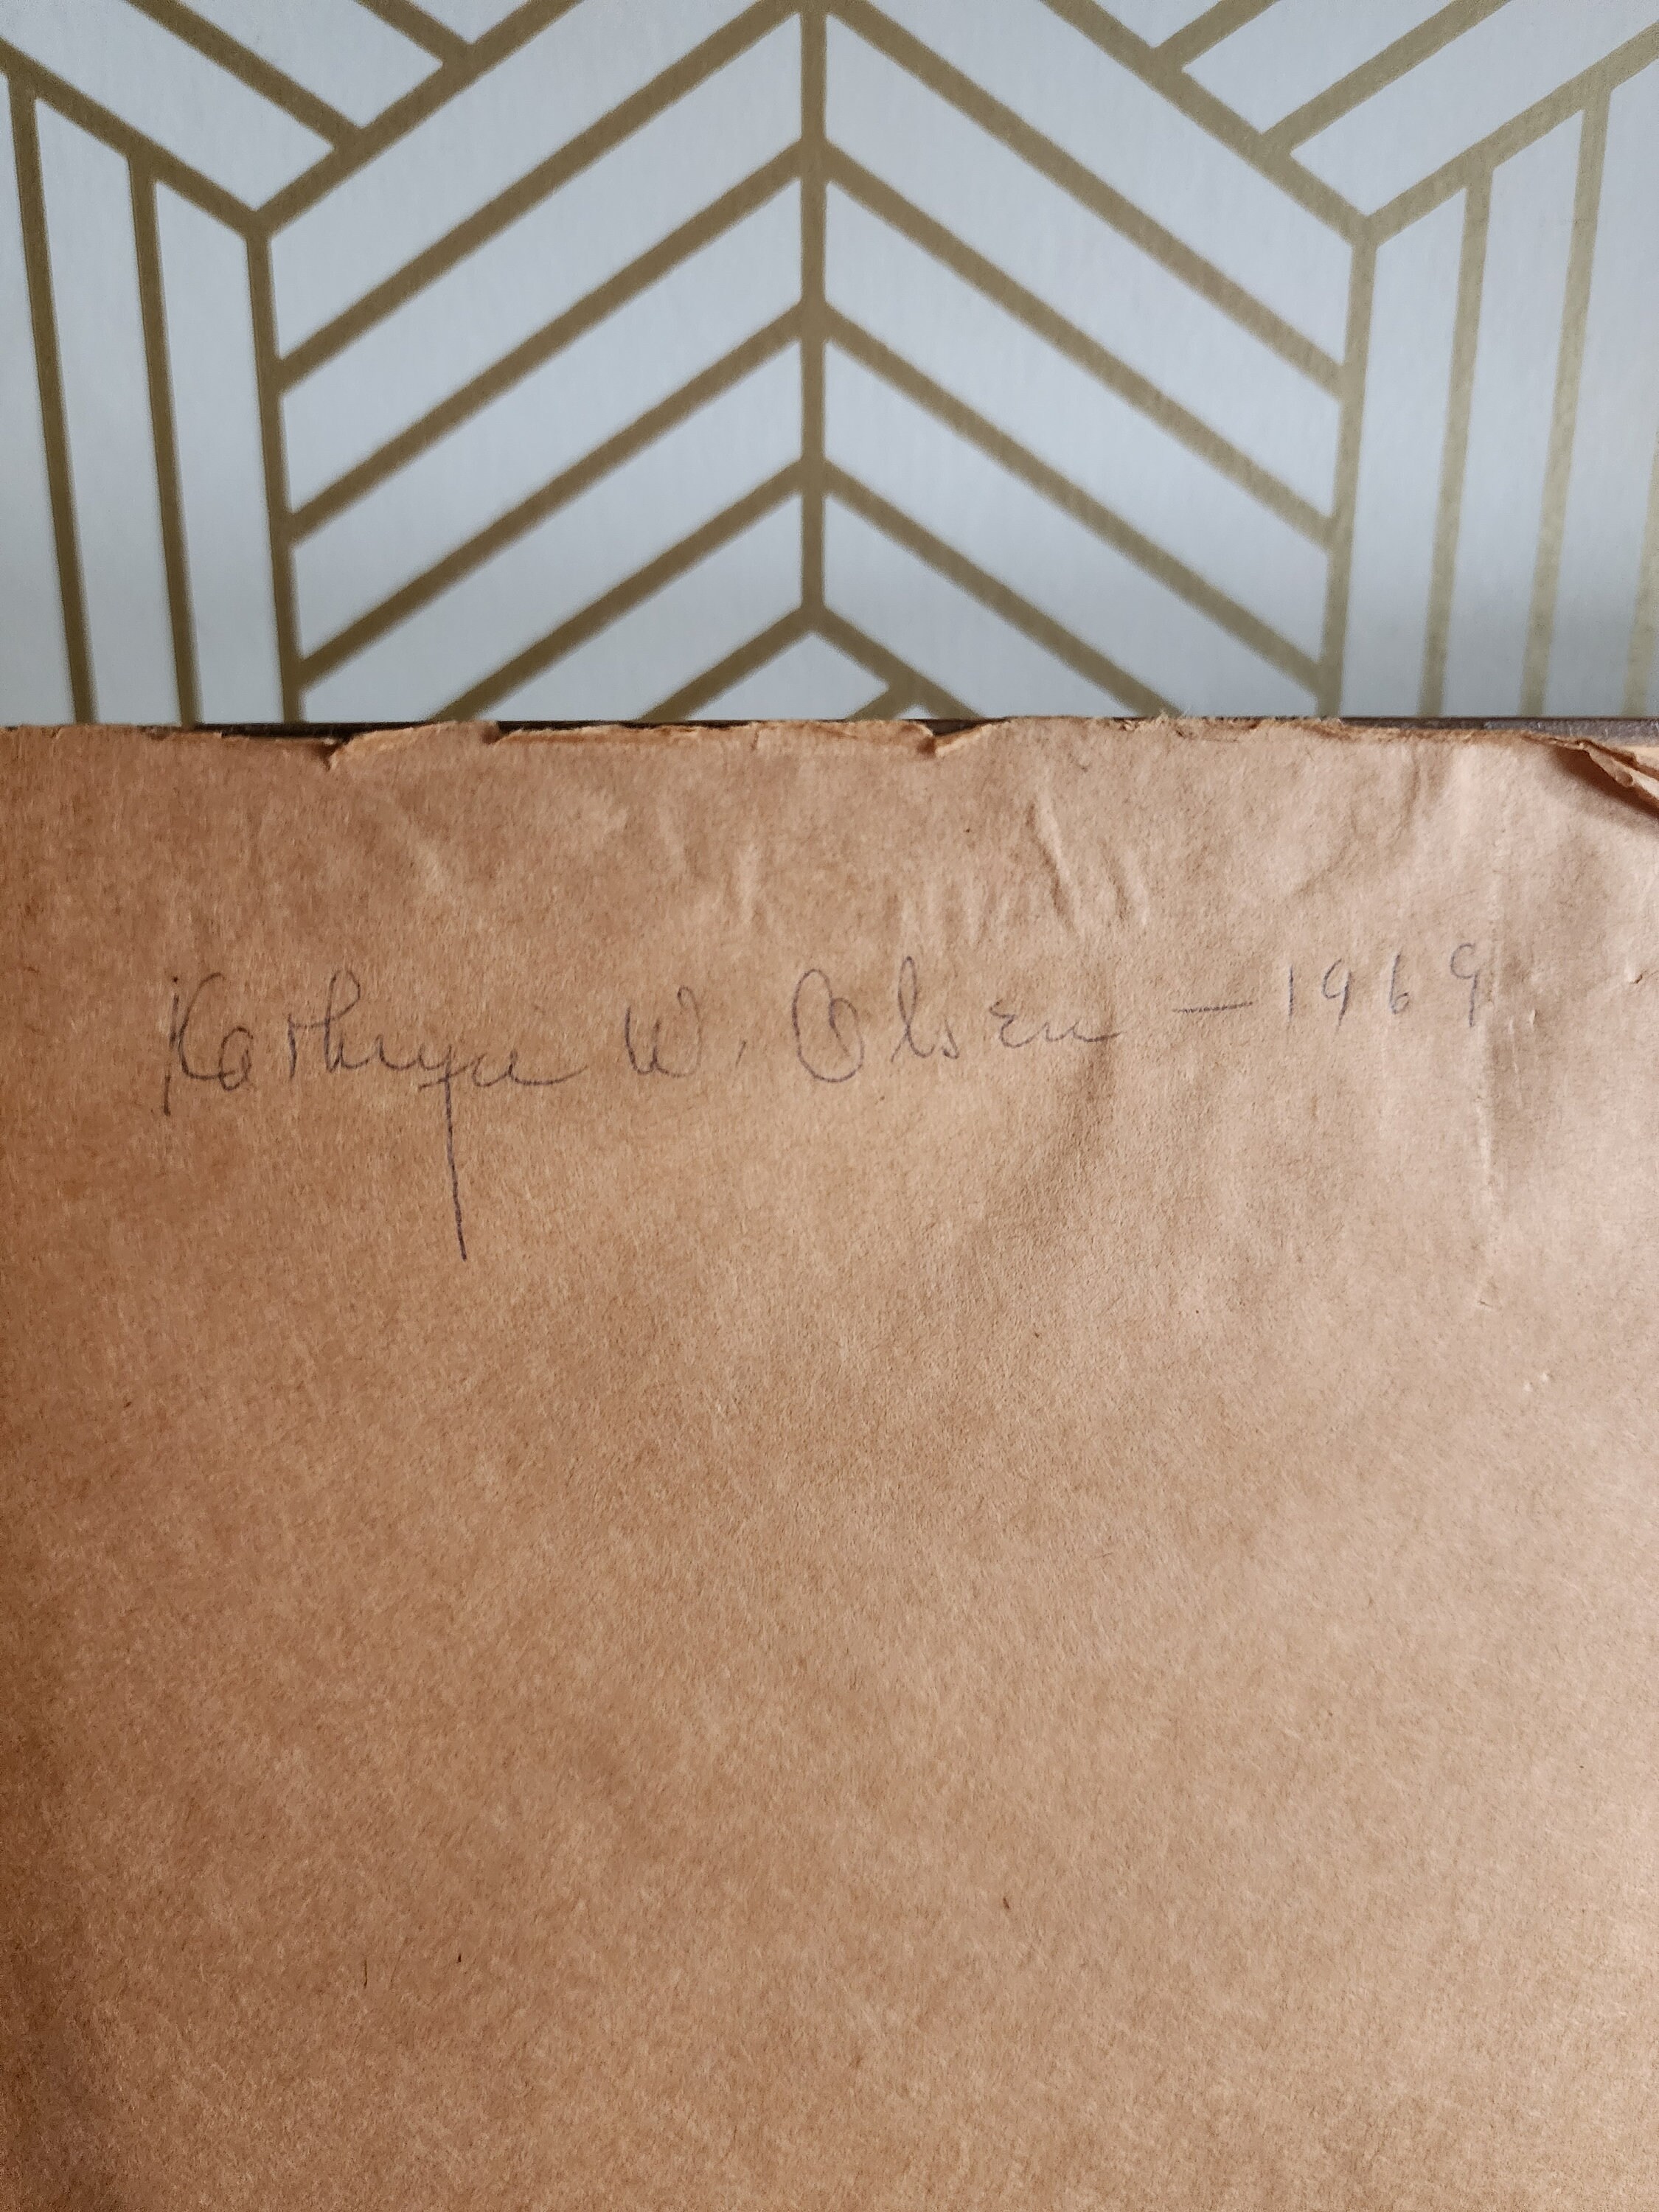 Kathryn W. Olsen — 1969